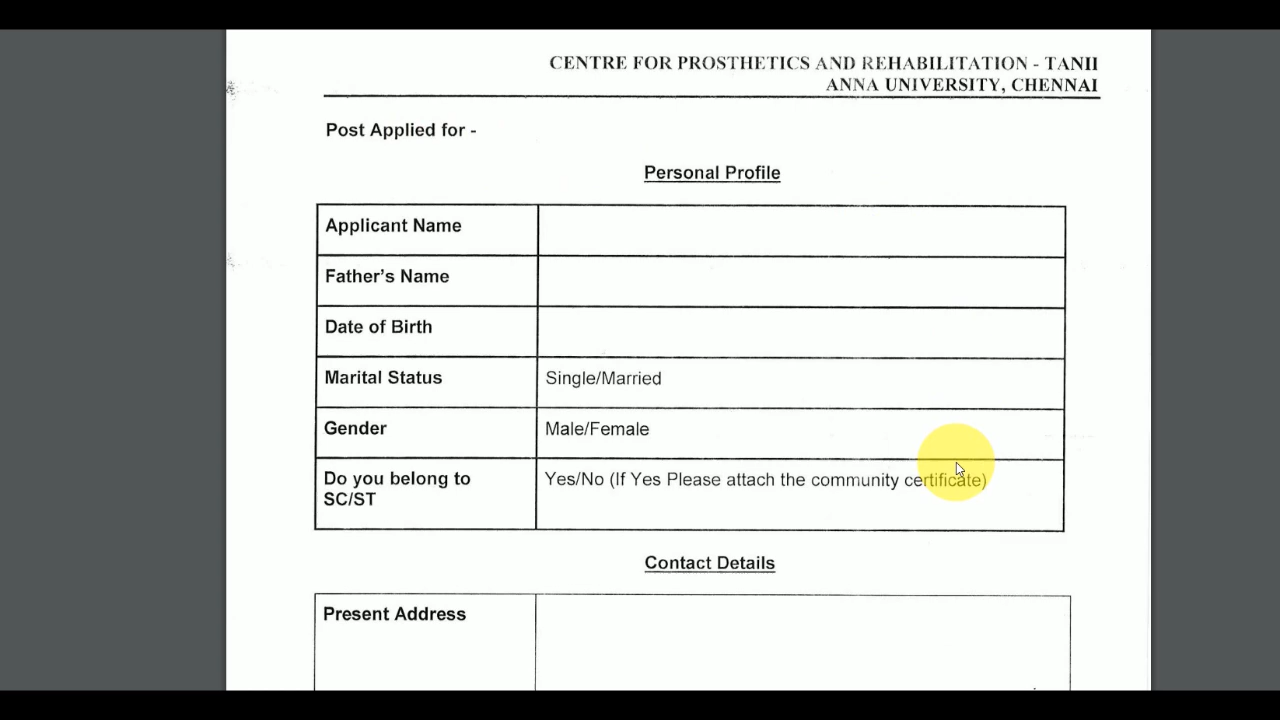 CENTRE FOR PROSTHETICS AND REHABILITATION - TANII
ANNA UNIVERSITY, CHENNAI
Post Applied for -
Personal Profile
Applicant Name
Father's Name
Date of Birth
Marital Status Single/Married
Gender Male/Female
Do you belong to Yes/No (If Yes Please attach the community certificate)
SC/ST
Contact Details
Present Address